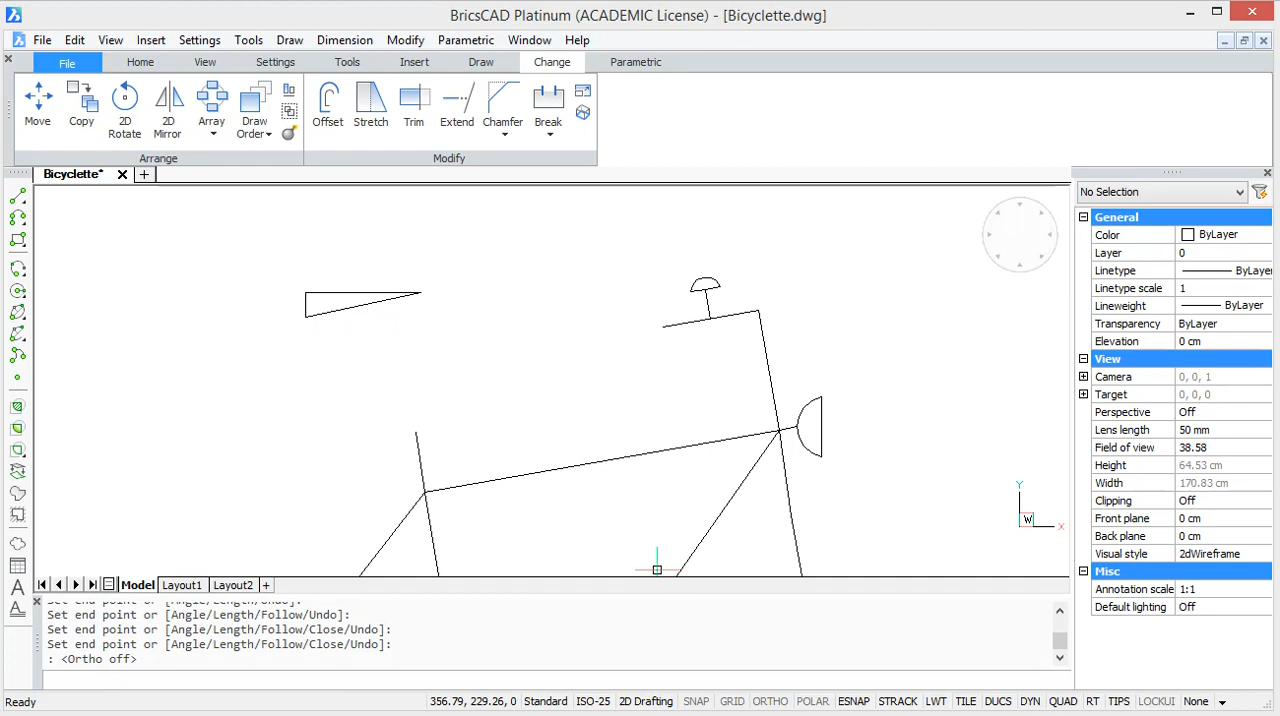 BricsCAD Platinum (ACADEMIC License) - [Bicyclette.dwg]
File Edit View Insert Settings Tools Draw Dimension Modify Parametric Window Help
File Home View Settings Tools Insert Draw Change Parametric
Move Copy 2D Rotate 2D Mirror Array Draw Order Offset Stretch Trim Extend Chamfer Break
Arrange Modify
Bicyclette*
No Selection
General
Color ByLayer
Layer 0
Linetype ByLayer
Linetype scale 1
Lineweight ByLayer
Transparency ByLayer
Elevation 0 cm
View
Camera 0, 0, 1
Target 0, 0, 0
Perspective Off
Lens length 50 mm
Field of view 38.58
Height 64.53 cm
Width 170.83 cm
Clipping Off
Front plane 0 cm
Back plane 0 cm
Visual style 2dWireframe
Misc
Annotation scale 1:1
Default lighting Off
Y
W X
Model Layout1 Layout2
Set end point or [Angle/Length/Undo]:
Set end point or [Angle/Length/Follow/Undo]:
Set end point or [Angle/Length/Follow/Close/Undo]:
Set end point or [Angle/Length/Follow/Close/Undo]:
: <Ortho off>
Ready 356.79, 229.26, 0 Standard ISO-25 2D Drafting SNAP GRID ORTHO POLAR ESNAP STRACK LWT TILE DUCS DYN QUAD RT TIPS LOCKUI None